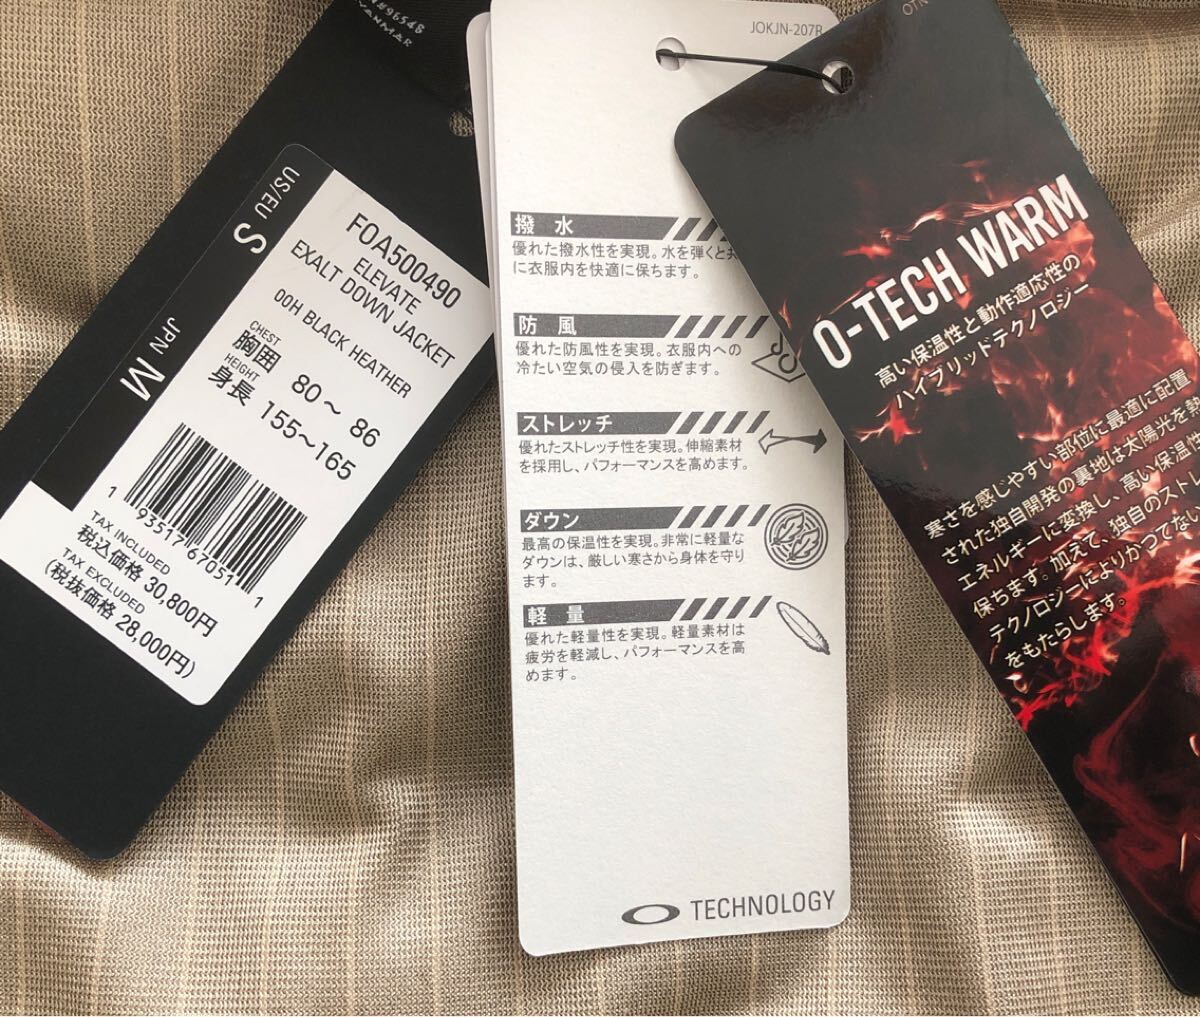 N#96548
YANMAR
US/EU S
JPN M
FOA500490
ELEVATE
EXALT DOWN JACKET
00H BLACK HEATHER
CHEST
胸囲 80～86
HEIGHT
身長 155～165
1 93517 67051 1
TAX INCLUDED
税込価格 30,800円
TAX EXCLUDED
(税抜価格 28,000円)
JOKJN-207R
撥 水
優れた撥水性を実現。水を弾くと共
に衣服内を快適に保ちます。
防 風
優れた防風性を実現。衣服内への
冷たい空気の侵入を防ぎます。
ストレッチ
優れたストレッチ性を実現。伸縮素材
を採用し、パフォーマンスを高めます。
ダウン
最高の保温性を実現。非常に軽量な
ダウンは、厳しい寒さから身体を守り
ます。
軽 量
優れた軽量性を実現。軽量素材は
疲労を軽減し、パフォーマンスを高
めます。
TECHNOLOGY
OTN
O-TECH WARM
高い保温性と動作適応性の
ハイブリッドテクノロジー
寒さを感じやすい部位に最適に配置
された独自開発の裏地は太陽光を熱
エネルギーに変換し、高い保温性
保ちます。加えて、独自のストレ
テクノロジーによりかつてない
をもたらします。